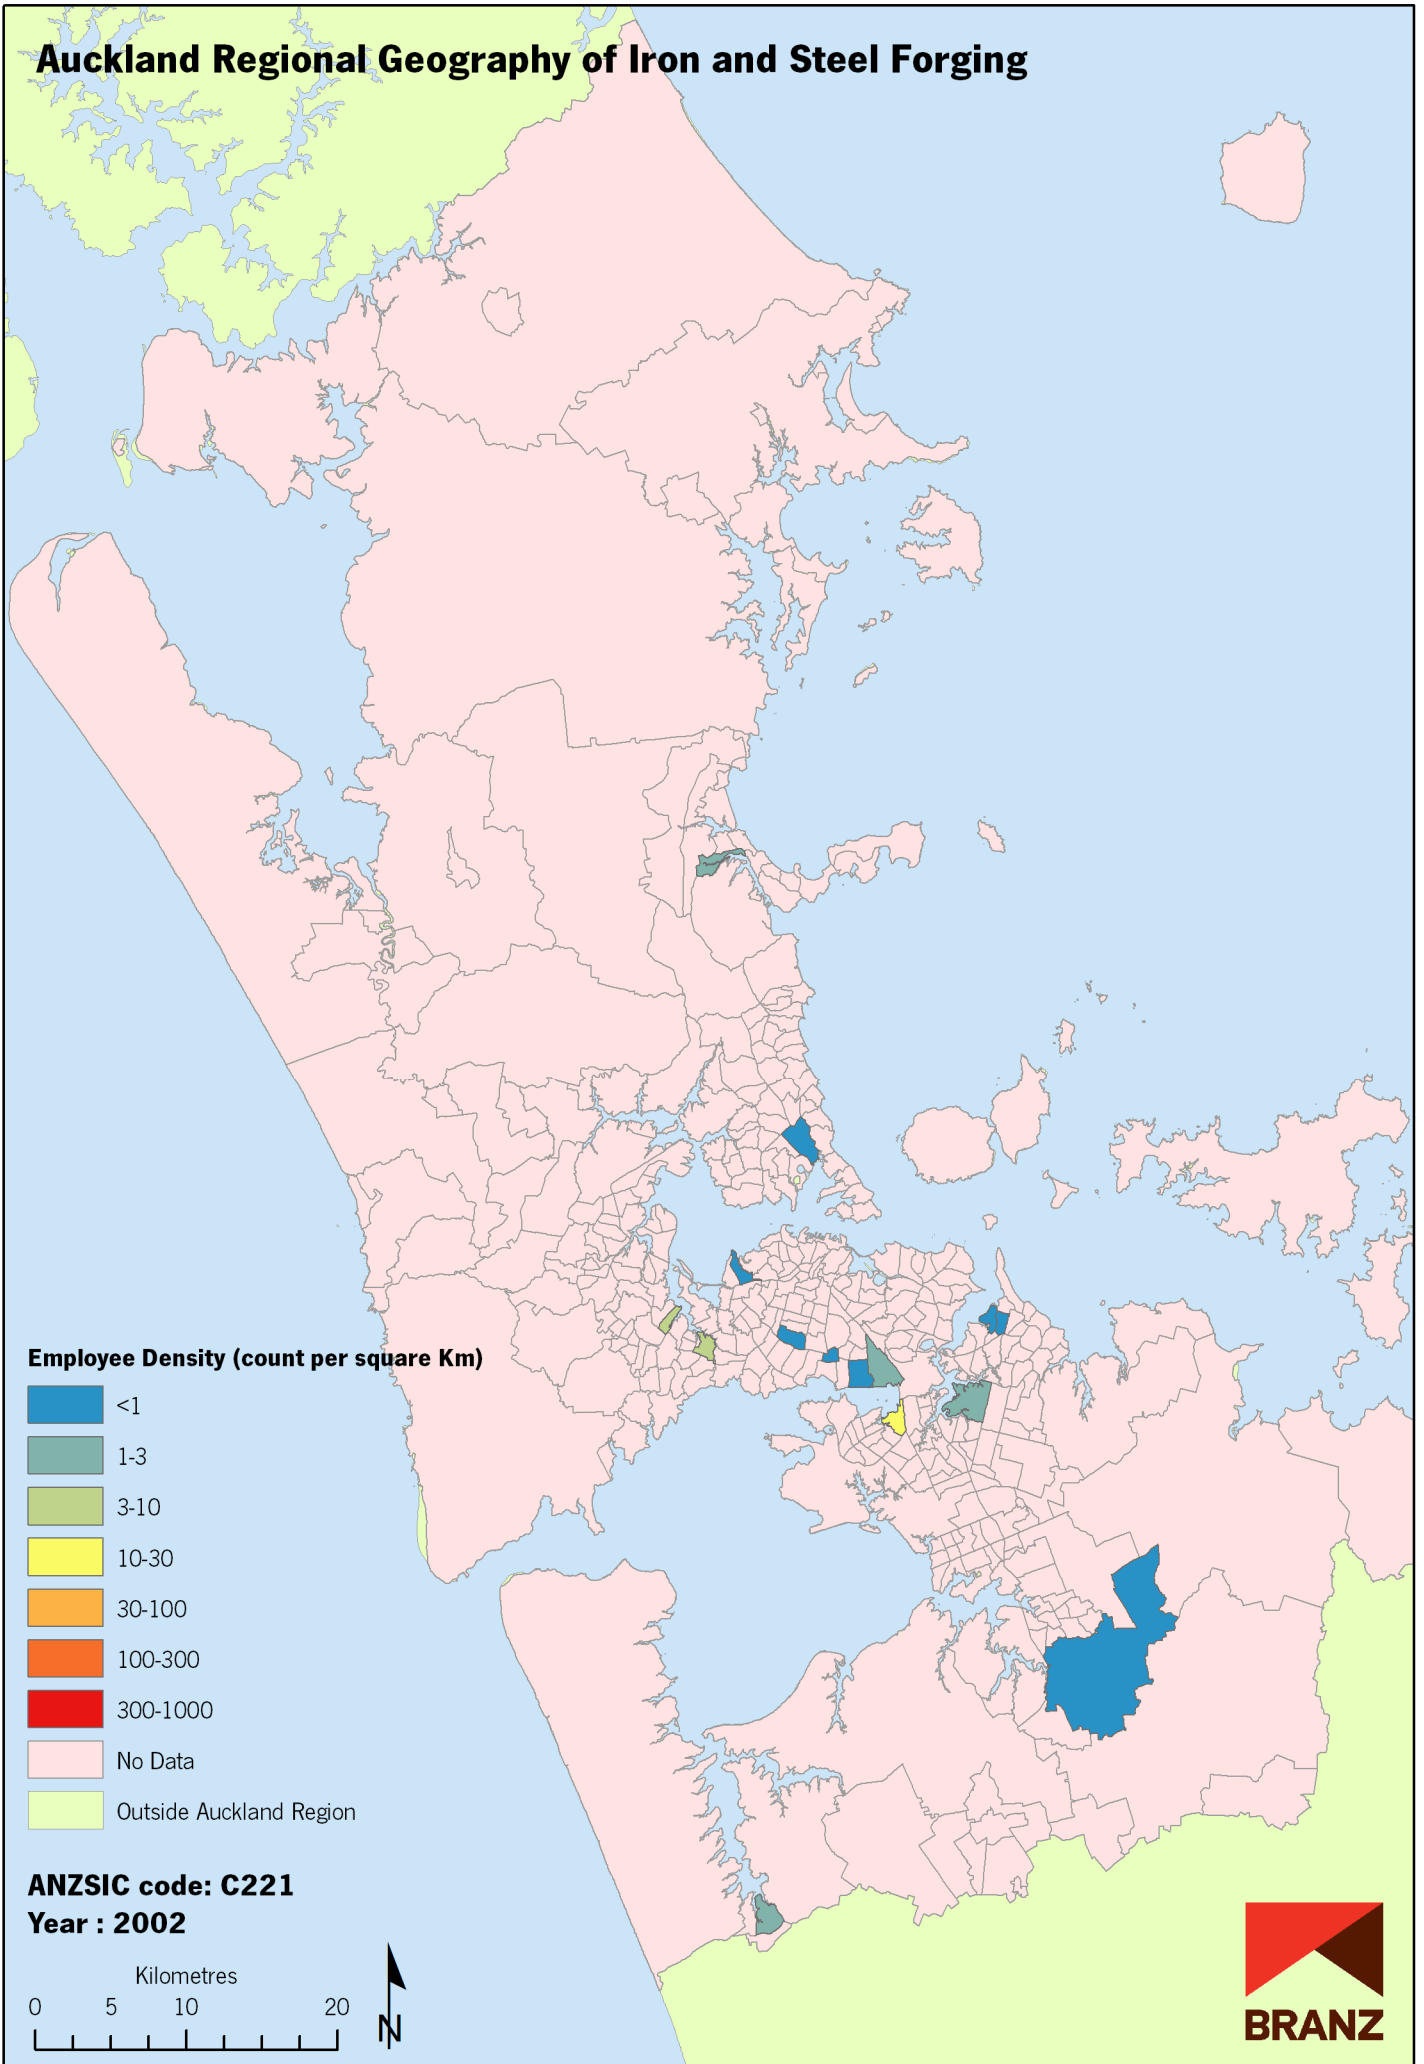 Auckland Regional Geography of Iron and Steel Forging
Employee Density (count per square Km)
<1
1-3
3-10
10-30
30-100
100-300
300-1000
No Data
Outside Auckland Region
ANZSIC code: C221
Year : 2002
Kilometres
0 5 10 20
N
BRANZ